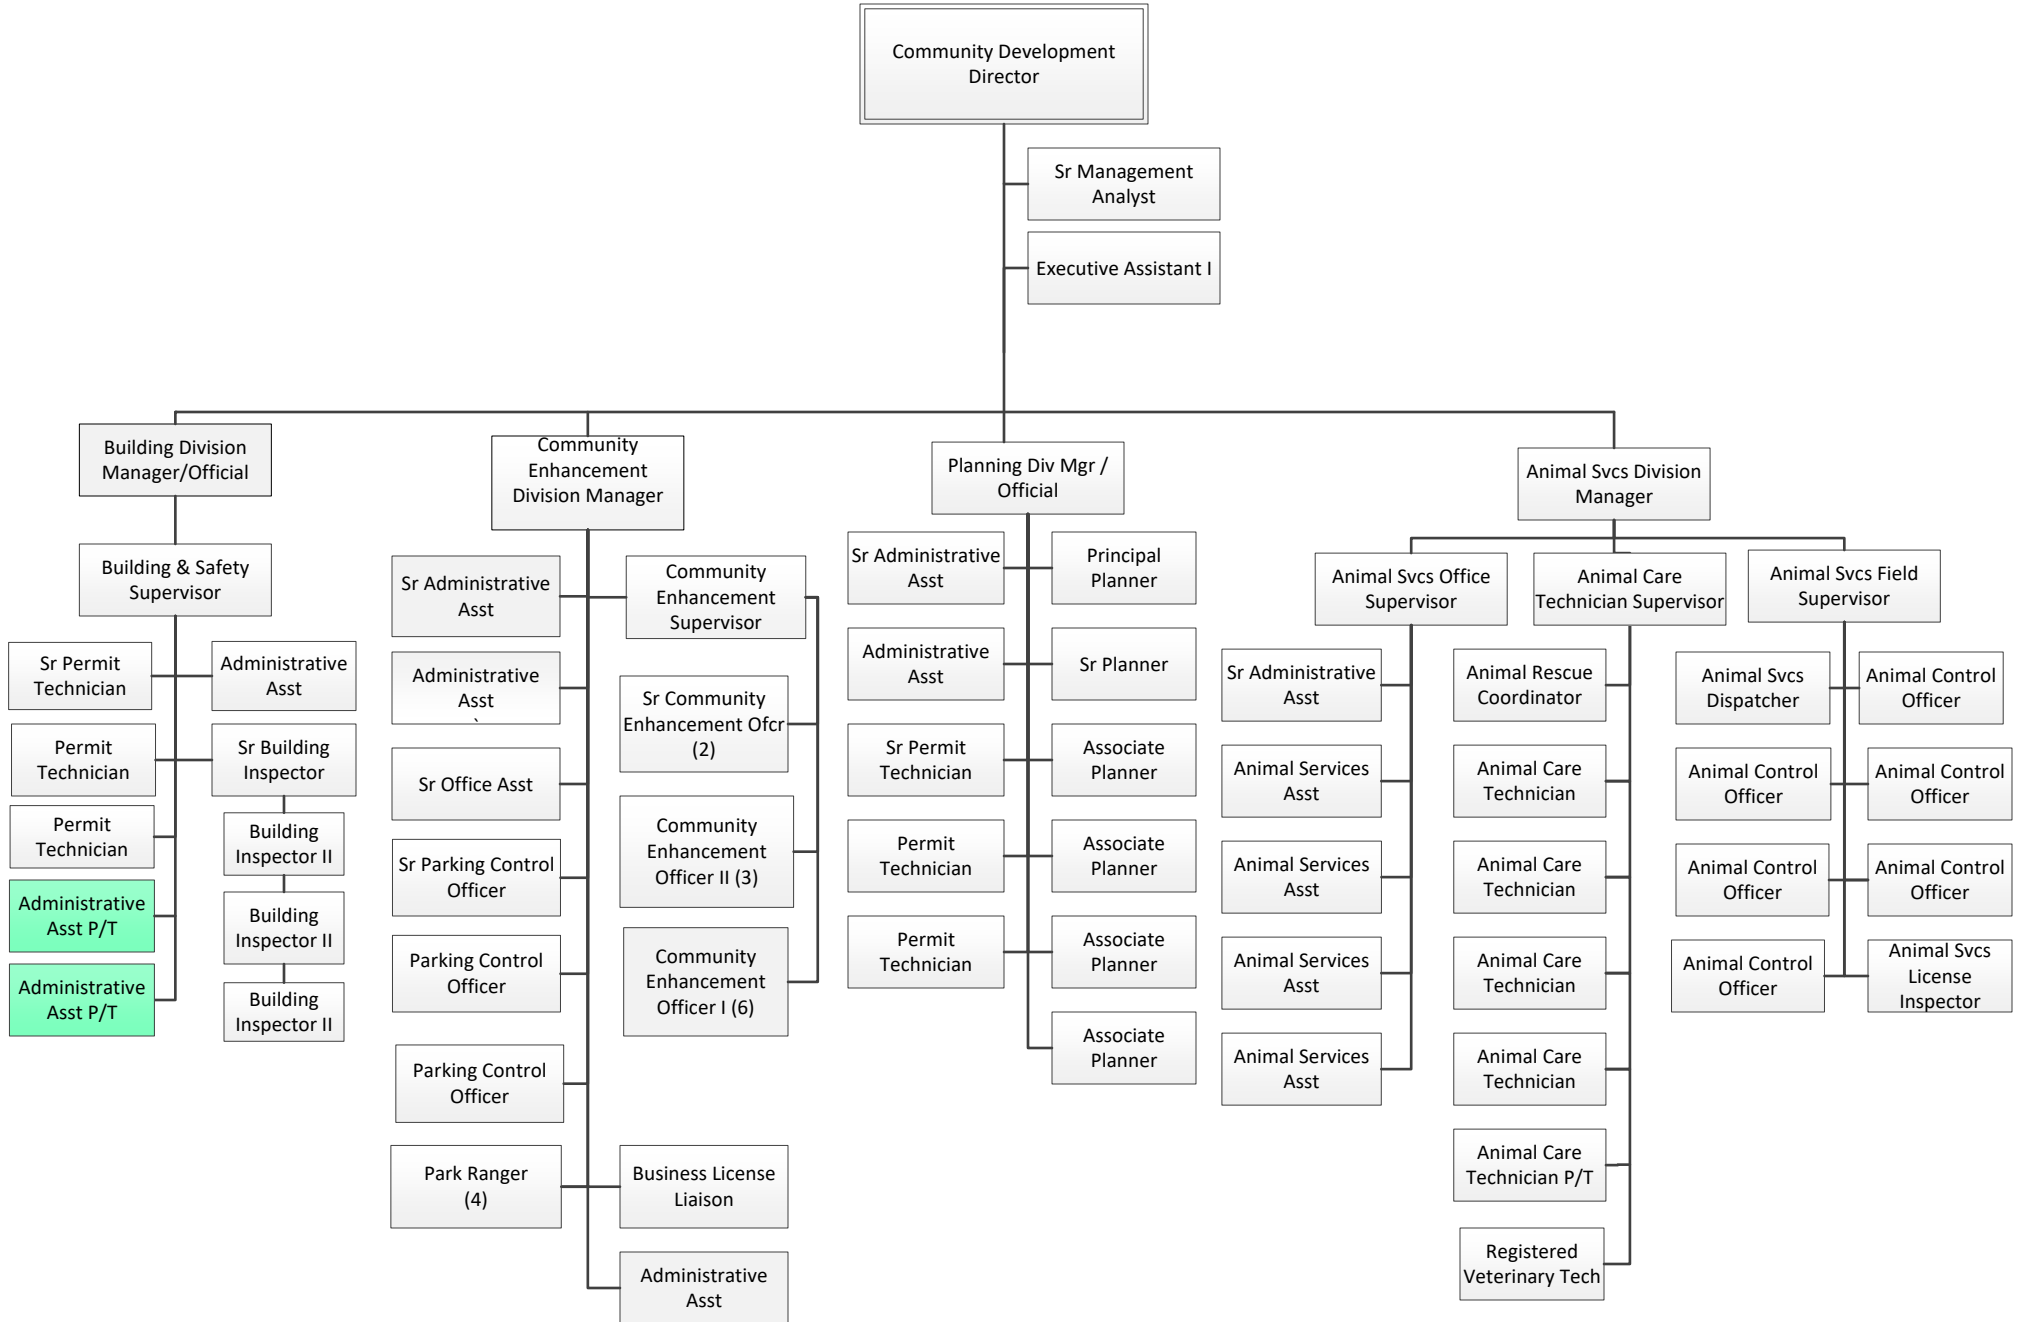 Community Development
Director
Sr Management
Analyst
Executive Assistant I
Building Division
Manager/Official
Building & Safety
Supervisor
Sr Permit
Technician
Administrative
Asst
Permit
Technician
Sr Building
Inspector
Permit
Technician
Building
Inspector II
Administrative
Asst P/T
Building
Inspector II
Administrative
Asst P/T
Building
Inspector II
Community
Enhancement
Division Manager
Sr Administrative
Asst
Community
Enhancement
Supervisor
Administrative
Asst
`
Sr Community
Enhancement Ofcr
(2)
Sr Office Asst
Community
Enhancement
Officer II (3)
Sr Parking Control
Officer
Community
Enhancement
Officer I (6)
Parking Control
Officer
Parking Control
Officer
Park Ranger
(4)
Business License
Liaison
Administrative
Asst
Planning Div Mgr /
Official
Sr Administrative
Asst
Principal
Planner
Administrative
Asst
Sr Planner
Sr Permit
Technician
Associate
Planner
Permit
Technician
Associate
Planner
Permit
Technician
Associate
Planner
Associate
Planner
Animal Svcs Division
Manager
Animal Svcs Office
Supervisor
Sr Administrative
Asst
Animal Services
Asst
Animal Services
Asst
Animal Services
Asst
Animal Services
Asst
Animal Care
Technician Supervisor
Animal Rescue
Coordinator
Animal Care
Technician
Animal Care
Technician
Animal Care
Technician
Animal Care
Technician
Animal Care
Technician P/T
Registered
Veterinary Tech
Animal Svcs Field
Supervisor
Animal Svcs
Dispatcher
Animal Control
Officer
Animal Control
Officer
Animal Control
Officer
Animal Control
Officer
Animal Control
Officer
Animal Control
Officer
Animal Svcs
License
Inspector